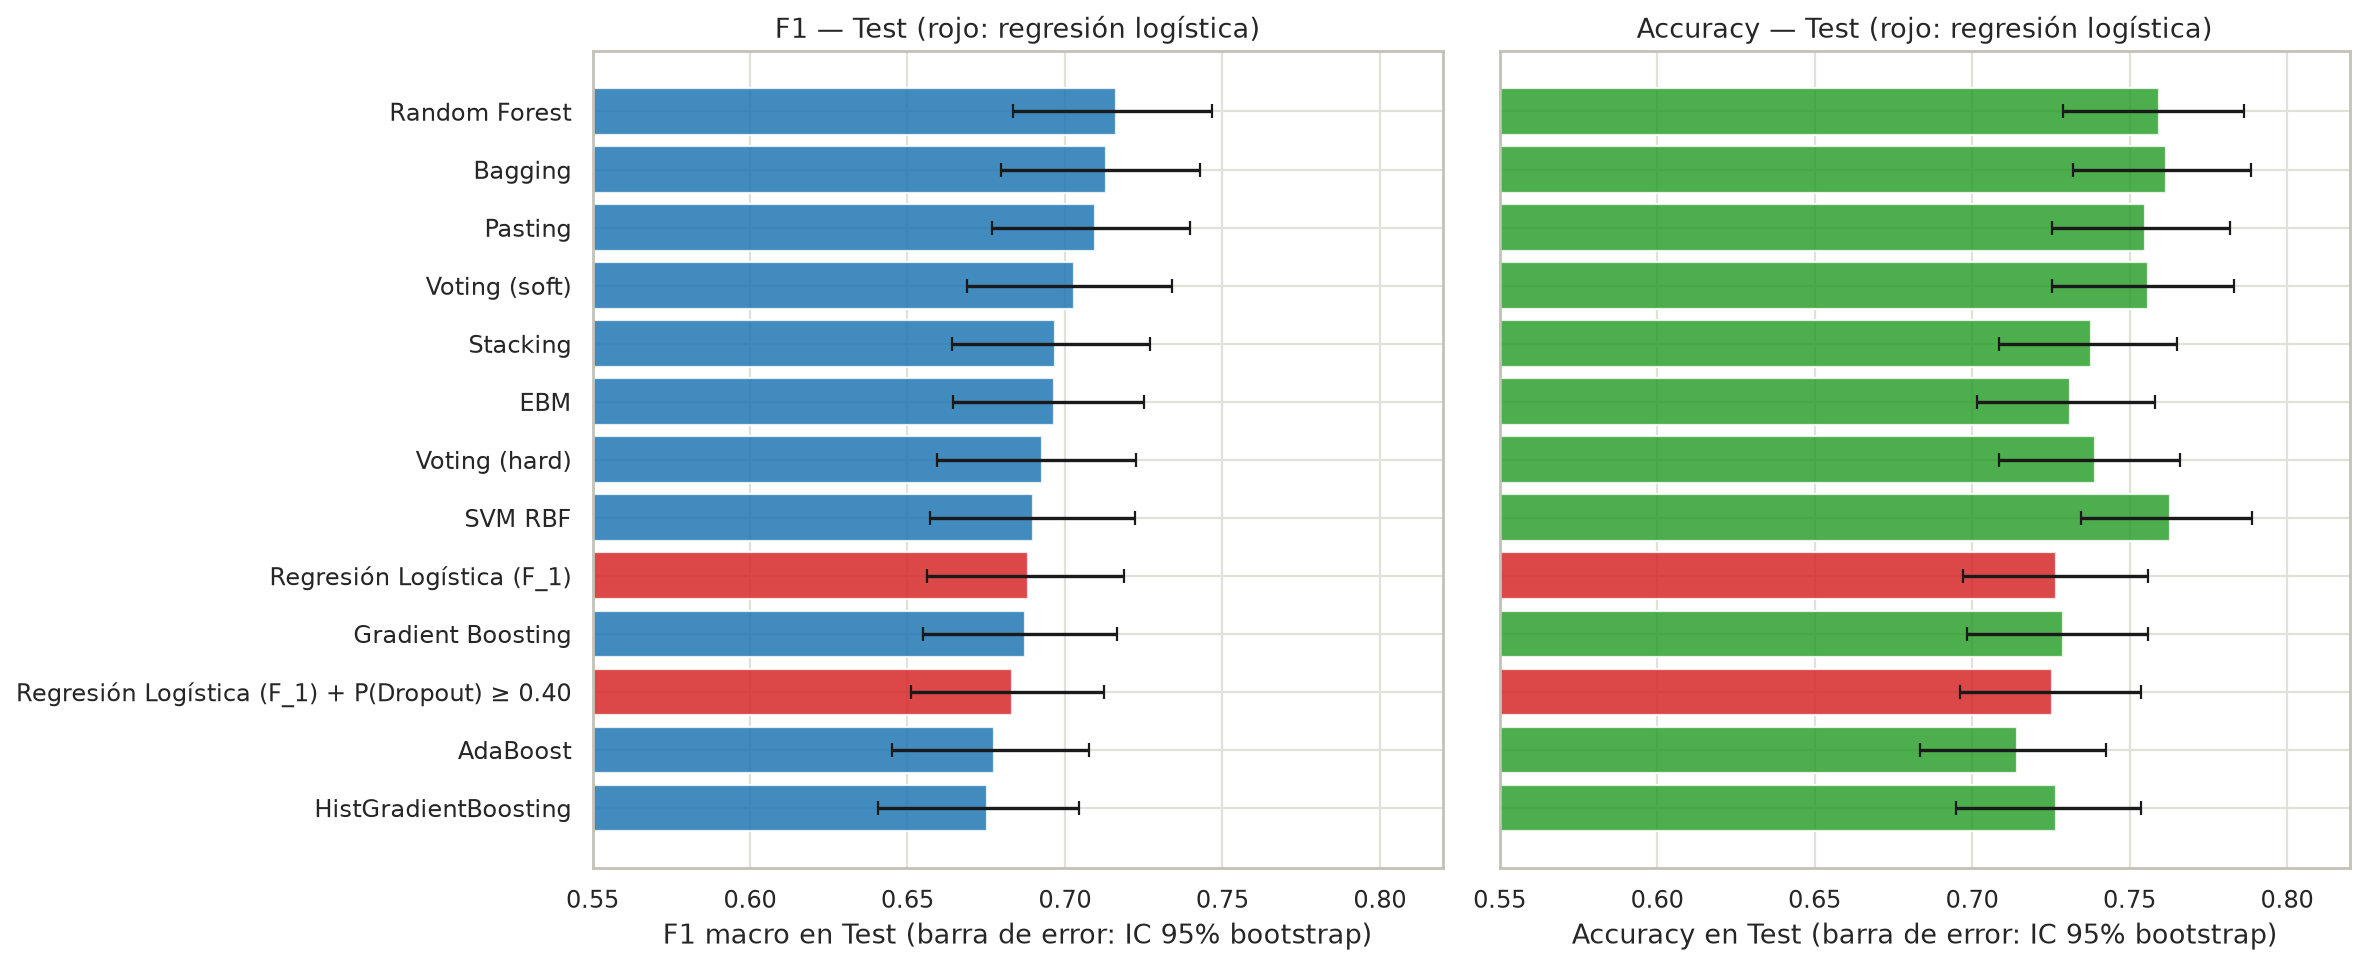 F1 — Test (rojo: regresión logística)
Random Forest
Bagging
Pasting
Voting (soft)
Stacking
EBM
Voting (hard)
SVM RBF
Regresión Logística (F_1)
Gradient Boosting
Regresión Logística (F_1) + P(Dropout) ≥ 0.40
AdaBoost
HistGradientBoosting
0.55 0.60 0.65 0.70 0.75 0.80
F1 macro en Test (barra de error: IC 95% bootstrap)
Accuracy — Test (rojo: regresión logística)
0.55 0.60 0.65 0.70 0.75 0.80
Accuracy en Test (barra de error: IC 95% bootstrap)